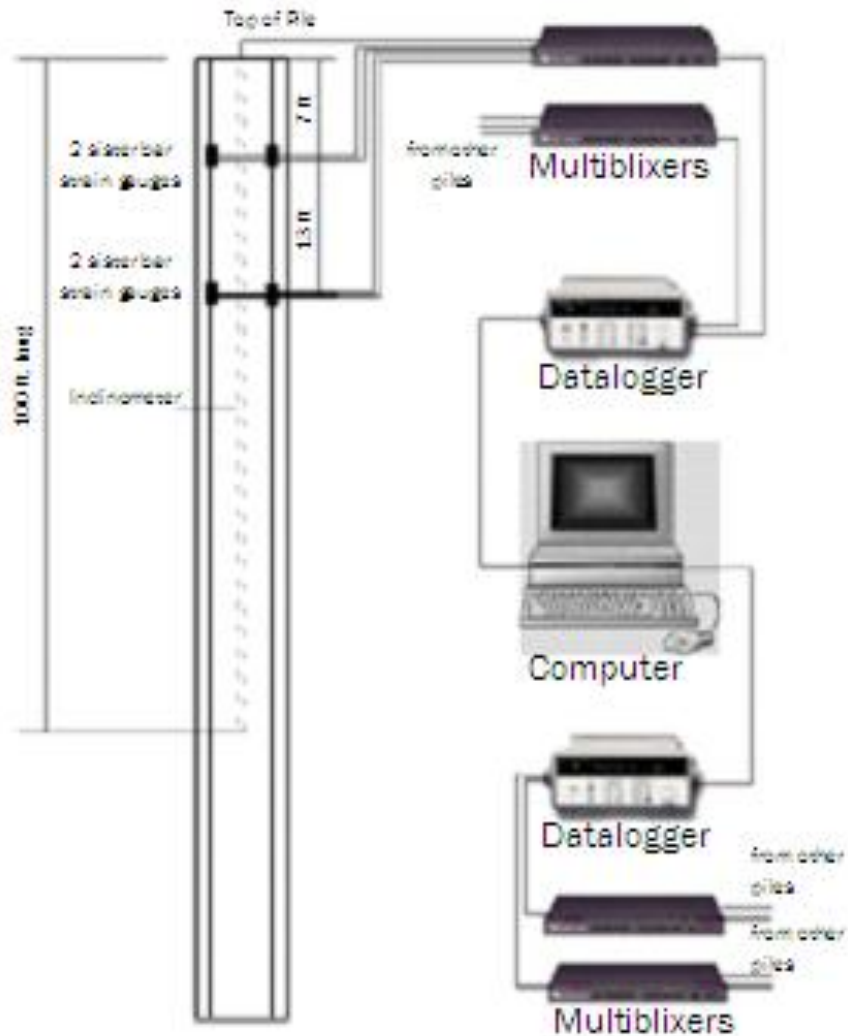 Top of Pile
7 ft
2 sister bar
strain gauges
from other
piles
Multiblixers
13 ft
2 sister bar
strain gauges
100 ft. long
Inclinometer
Datalogger
Computer
Datalogger
from other
piles
from other
piles
Multiblixers